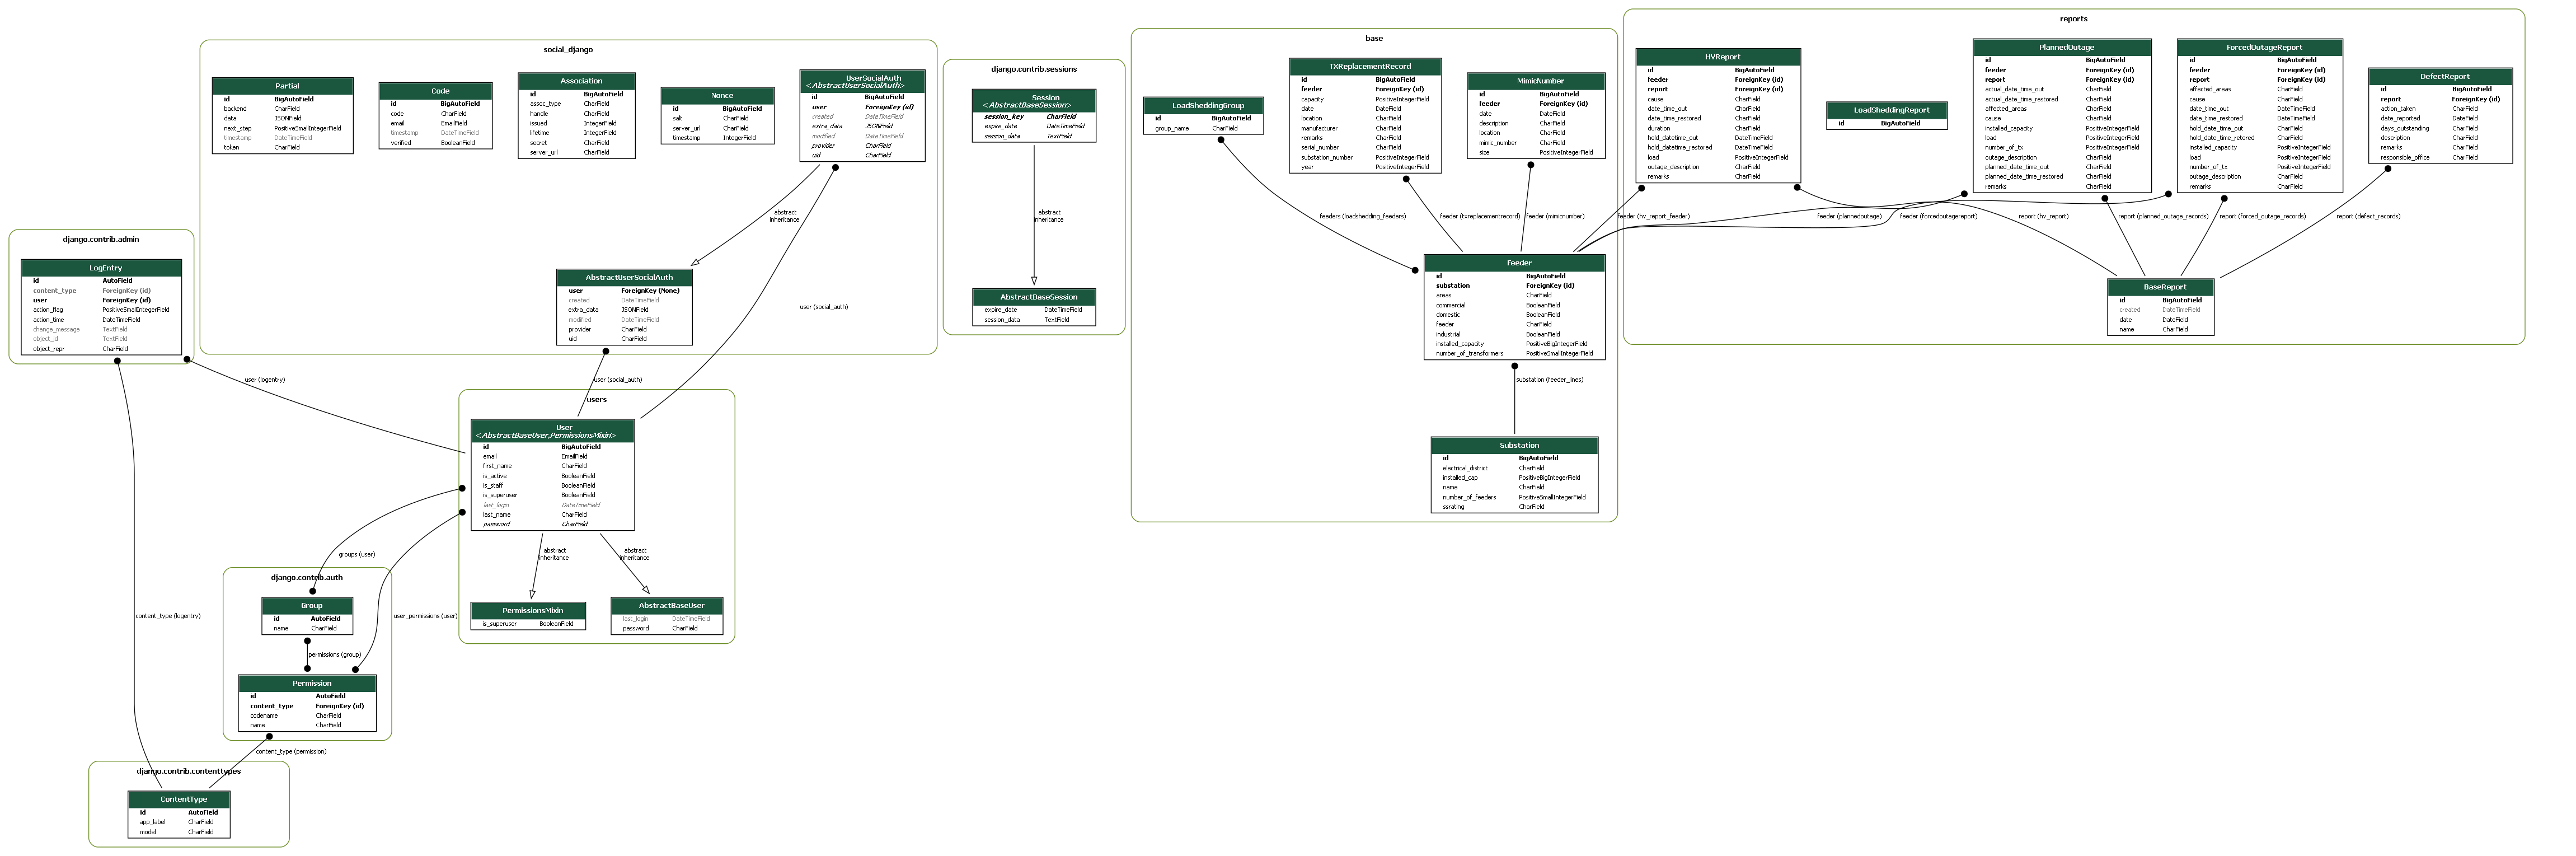 social_django
Partial
id BigAutoField
backend CharField
data JSONField
next_step PositiveSmallIntegerField
timestamp DateTimeField
token CharField
Code
id BigAutoField
code CharField
email EmailField
timestamp DateTimeField
verified BooleanField
Association
id BigAutoField
assoc_type CharField
handle CharField
issued IntegerField
lifetime IntegerField
secret CharField
server_url CharField
Nonce
id BigAutoField
salt CharField
server_url CharField
timestamp IntegerField
UserSocialAuth
<AbstractUserSocialAuth>
id BigAutoField
user ForeignKey (id)
created DateTimeField
extra_data JSONField
modified DateTimeField
provider CharField
uid CharField
abstract
inheritance
AbstractUserSocialAuth
user ForeignKey (None)
created DateTimeField
extra_data JSONField
modified DateTimeField
provider CharField
uid CharField
user (social_auth)
user (social_auth)
django.contrib.sessions
Session
<AbstractBaseSession>
session_key CharField
expire_date DateTimeField
session_data TextField
abstract
inheritance
AbstractBaseSession
expire_date DateTimeField
session_data TextField
django.contrib.admin
LogEntry
id AutoField
content_type ForeignKey (id)
user ForeignKey (id)
action_flag PositiveSmallIntegerField
action_time DateTimeField
change_message TextField
object_id TextField
object_repr CharField
user (logentry)
content_type (logentry)
users
User
<AbstractBaseUser,PermissionsMixin>
id BigAutoField
email EmailField
first_name CharField
is_active BooleanField
is_staff BooleanField
is_superuser BooleanField
last_login DateTimeField
last_name CharField
password CharField
abstract
inheritance
abstract
inheritance
PermissionsMixin
is_superuser BooleanField
AbstractBaseUser
last_login DateTimeField
password CharField
groups (user)
user_permissions (user)
django.contrib.auth
Group
id AutoField
name CharField
permissions (group)
Permission
id AutoField
content_type ForeignKey (id)
codename CharField
name CharField
content_type (permission)
django.contrib.contenttypes
ContentType
id AutoField
app_label CharField
model CharField
base
LoadSheddingGroup
id BigAutoField
group_name CharField
TXReplacementRecord
id BigAutoField
feeder ForeignKey (id)
capacity PositiveIntegerField
date DateField
location CharField
manufacturer CharField
remarks CharField
serial_number CharField
substation_number PositiveIntegerField
year PositiveIntegerField
MimicNumber
id BigAutoField
feeder ForeignKey (id)
date DateField
description CharField
location CharField
mimic_number CharField
size PositiveIntegerField
feeders (loadshedding_feeders)
feeder (txreplacementrecord)
feeder (mimicnumber)
feeder (hv_report_feeder)
feeder (plannedoutage)
feeder (forcedoutagereport)
Feeder
id BigAutoField
substation ForeignKey (id)
areas CharField
commercial BooleanField
domestic BooleanField
feeder CharField
industrial BooleanField
installed_capacity PositiveBigIntegerField
number_of_transformers PositiveSmallIntegerField
substation (feeder_lines)
Substation
id BigAutoField
electrical_district CharField
installed_cap PositiveBigIntegerField
name CharField
number_of_feeders PositiveSmallIntegerField
ssrating CharField
reports
HVReport
id BigAutoField
feeder ForeignKey (id)
report ForeignKey (id)
cause CharField
date_time_out CharField
date_time_restored CharField
duration CharField
hold_datetime_out DateTimeField
hold_datetime_restored DateTimeField
load PositiveIntegerField
outage_description CharField
remarks CharField
LoadSheddingReport
id BigAutoField
PlannedOutage
id BigAutoField
feeder ForeignKey (id)
report ForeignKey (id)
actual_date_time_out CharField
actual_date_time_restored CharField
affected_areas CharField
cause CharField
installed_capacity PositiveIntegerField
load PositiveIntegerField
number_of_tx PositiveIntegerField
outage_description CharField
planned_date_time_out CharField
planned_date_time_restored CharField
remarks CharField
ForcedOutageReport
id BigAutoField
feeder ForeignKey (id)
report ForeignKey (id)
affected_areas CharField
cause CharField
date_time_out DateTimeField
date_time_restored DateTimeField
hold_date_time_out CharField
hold_date_time_retored CharField
installed_capacity PositiveIntegerField
load PositiveIntegerField
number_of_tx PositiveIntegerField
outage_description CharField
remarks CharField
DefectReport
id BigAutoField
report ForeignKey (id)
action_taken CharField
date_reported DateField
days_outstanding CharField
description CharField
remarks CharField
responsible_office CharField
report (hv_report)
report (planned_outage_records)
report (forced_outage_records)
report (defect_records)
BaseReport
id BigAutoField
created DateTimeField
date DateField
name CharField